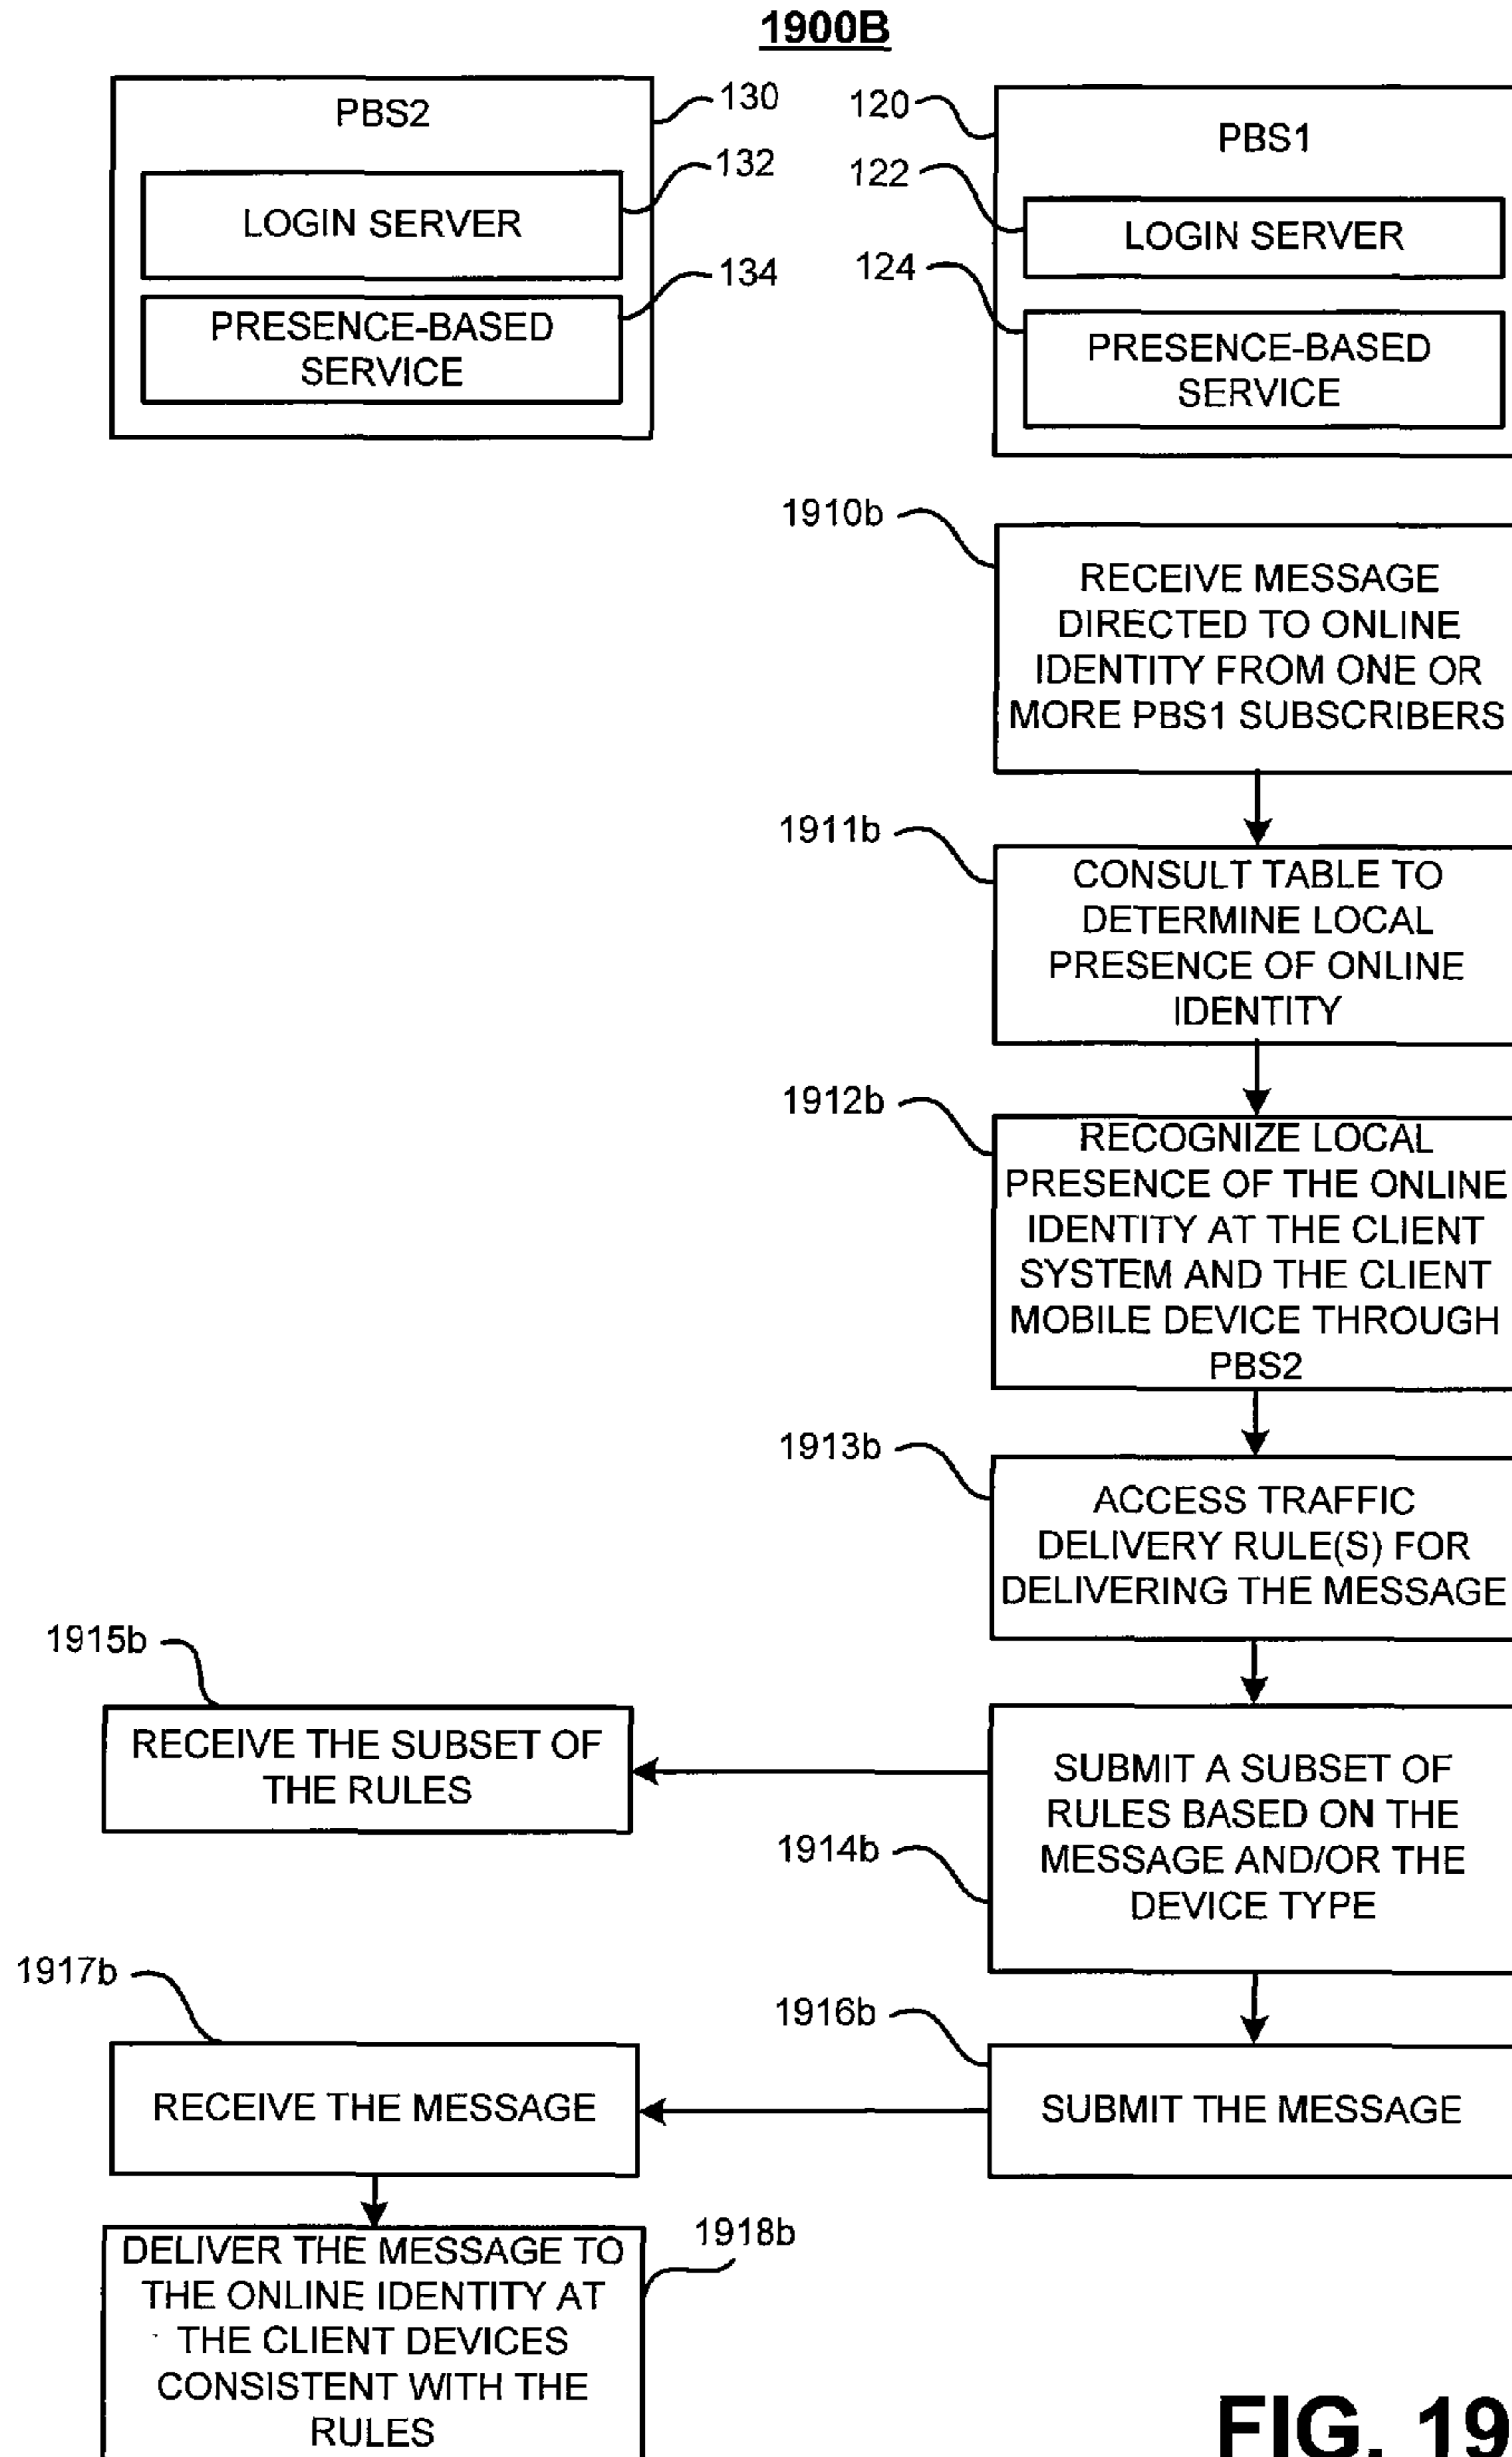 1900B
PBS2
130
LOGIN SERVER
132
PRESENCE-BASED
SERVICE
134
120
PBS1
122
LOGIN SERVER
124
PRESENCE-BASED
SERVICE
1910b
RECEIVE MESSAGE
DIRECTED TO ONLINE
IDENTITY FROM ONE OR
MORE PBS1 SUBSCRIBERS
1911b
CONSULT TABLE TO
DETERMINE LOCAL
PRESENCE OF ONLINE
IDENTITY
1912b
RECOGNIZE LOCAL
PRESENCE OF THE ONLINE
IDENTITY AT THE CLIENT
SYSTEM AND THE CLIENT
MOBILE DEVICE THROUGH
PBS2
1913b
ACCESS TRAFFIC
DELIVERY RULE(S) FOR
DELIVERING THE MESSAGE
1915b
RECEIVE THE SUBSET OF
THE RULES
1914b
SUBMIT A SUBSET OF
RULES BASED ON THE
MESSAGE AND/OR THE
DEVICE TYPE
1917b
RECEIVE THE MESSAGE
1916b
SUBMIT THE MESSAGE
1918b
DELIVER THE MESSAGE TO
THE ONLINE IDENTITY AT
THE CLIENT DEVICES
CONSISTENT WITH THE
RULES
FIG. 19